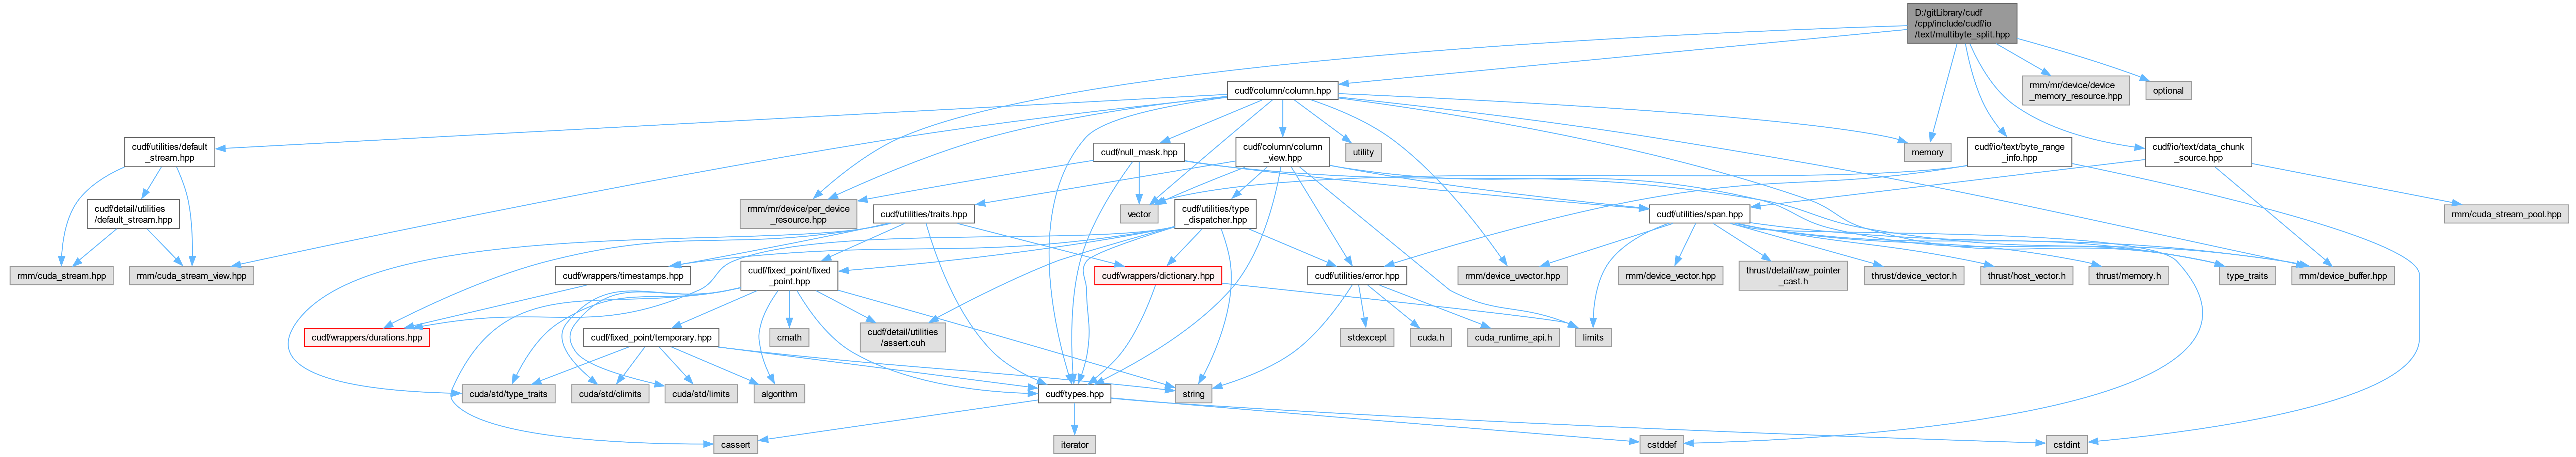 D:/gitLibrary/cudf
/cpp/include/cudf/io
/text/multibyte_split.hpp
cudf/column/column.hpp
rmm/mr/device/device
_memory_resource.hpp
optional
cudf/utilities/default
_stream.hpp
cudf/null_mask.hpp
cudf/column/column
_view.hpp
utility
memory
cudf/io/text/byte_range
_info.hpp
cudf/io/text/data_chunk
_source.hpp
cudf/detail/utilities
/default_stream.hpp
rmm/mr/device/per_device
_resource.hpp
cudf/utilities/traits.hpp
vector
cudf/utilities/type
_dispatcher.hpp
cudf/utilities/span.hpp
rmm/cuda_stream_pool.hpp
rmm/cuda_stream.hpp
rmm/cuda_stream_view.hpp
cudf/wrappers/timestamps.hpp
cudf/fixed_point/fixed
_point.hpp
cudf/wrappers/dictionary.hpp
cudf/utilities/error.hpp
rmm/device_uvector.hpp
rmm/device_vector.hpp
thrust/detail/raw_pointer
_cast.h
thrust/device_vector.h
thrust/host_vector.h
thrust/memory.h
type_traits
rmm/device_buffer.hpp
cudf/wrappers/durations.hpp
cudf/fixed_point/temporary.hpp
cmath
cudf/detail/utilities
/assert.cuh
stdexcept
cuda.h
cuda_runtime_api.h
limits
cuda/std/type_traits
cuda/std/climits
cuda/std/limits
algorithm
cudf/types.hpp
string
cassert
iterator
cstddef
cstdint